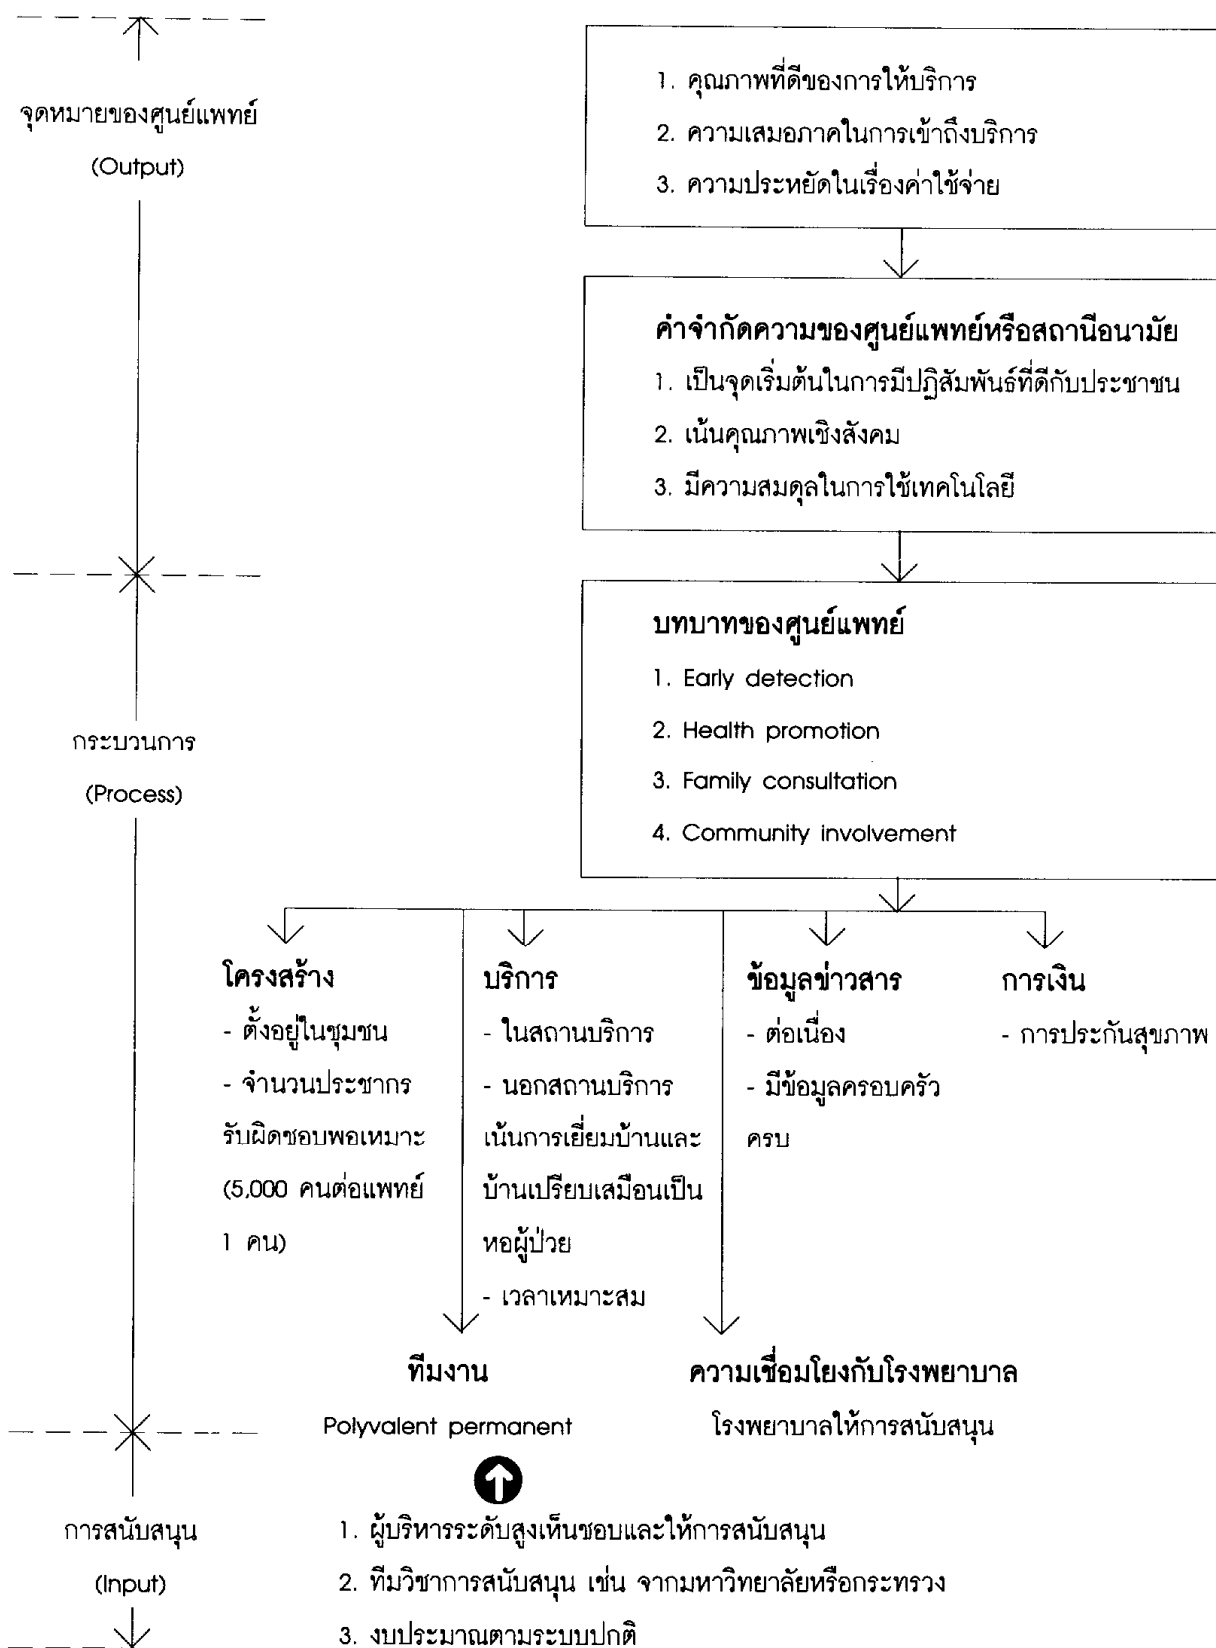 จุดหมายของศูนย์แพทย์
(Output)
1. คุณภาพที่ดีของการให้บริการ
2. ความเสมอภาคในการเข้าถึงบริการ
3. ความประหยัดในเรื่องค่าใช้จ่าย
คำจำกัดความของศูนย์แพทย์หรือสถานีอนามัย
1. เป็นจุดเริ่มต้นในการมีปฏิสัมพันธ์ที่ดีกับประชาชน
2. เน้นคุณภาพเชิงสังคม
3. มีความสมดุลในการใช้เทคโนโลยี
กระบวนการ
(Process)
บทบาทของศูนย์แพทย์
1. Early detection
2. Health promotion
3. Family consultation
4. Community involvement
โครงสร้าง
- ตั้งอยู่ในชุมชน
- จำนวนประชากร
รับผิดชอบพอเหมาะ
(5,000 คนต่อแพทย์
1 คน)
บริการ
- ในสถานบริการ
- นอกสถานบริการ
เน้นการเยี่ยมบ้านและ
บ้านเปรียบเสมือนเป็น
หอผู้ป่วย
- เวลาเหมาะสม
ข้อมูลข่าวสาร
- ต่อเนื่อง
- มีข้อมูลครอบครัว
ครบ
การเงิน
- การประกันสุขภาพ
ทีมงาน
Polyvalent permanent
ความเชื่อมโยงกับโรงพยาบาล
โรงพยาบาลให้การสนับสนุน
การสนับสนุน
(Input)
1. ผู้บริหารระดับสูงเห็นชอบและให้การสนับสนุน
2. ทีมวิชาการสนับสนุน เช่น จากมหาวิทยาลัยหรือกระทรวง
3. งบประมาณตามระบบปกติ